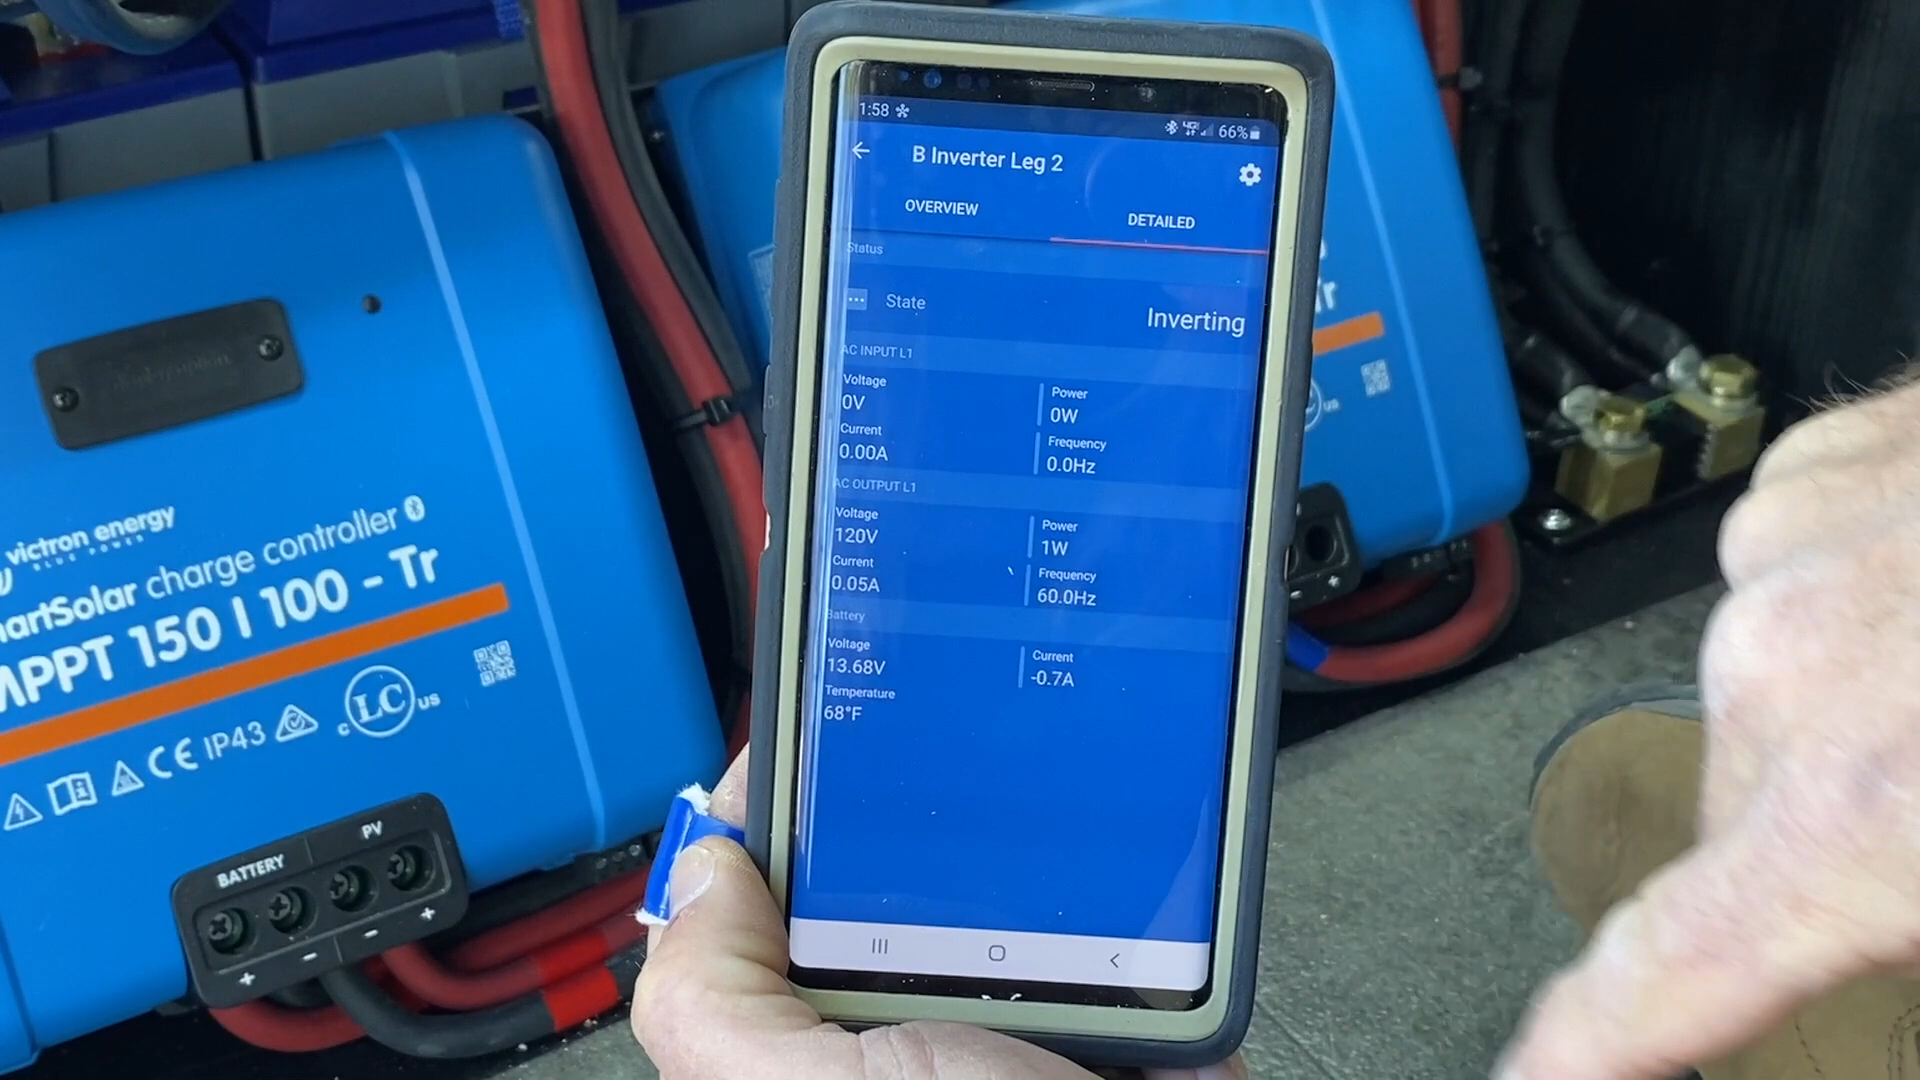 1:58
66%
B Inverter Leg 2
OVERVIEW
DETAILED
Status
State
Inverting
AC INPUT L1
Voltage
0V
Power
0W
Current
0.00A
Frequency
0.0Hz
AC OUTPUT L1
Voltage
120V
Power
1W
Current
0.05A
Frequency
60.0Hz
Battery
Voltage
13.68V
Current
-0.7A
Temperature
68°F
victron energy
BLUE POWER
artSolar charge controller
MPPT 150 | 100 - Tr
CE IP43 c LC us
BATTERY
PV
+ - - +
Tr
us
+